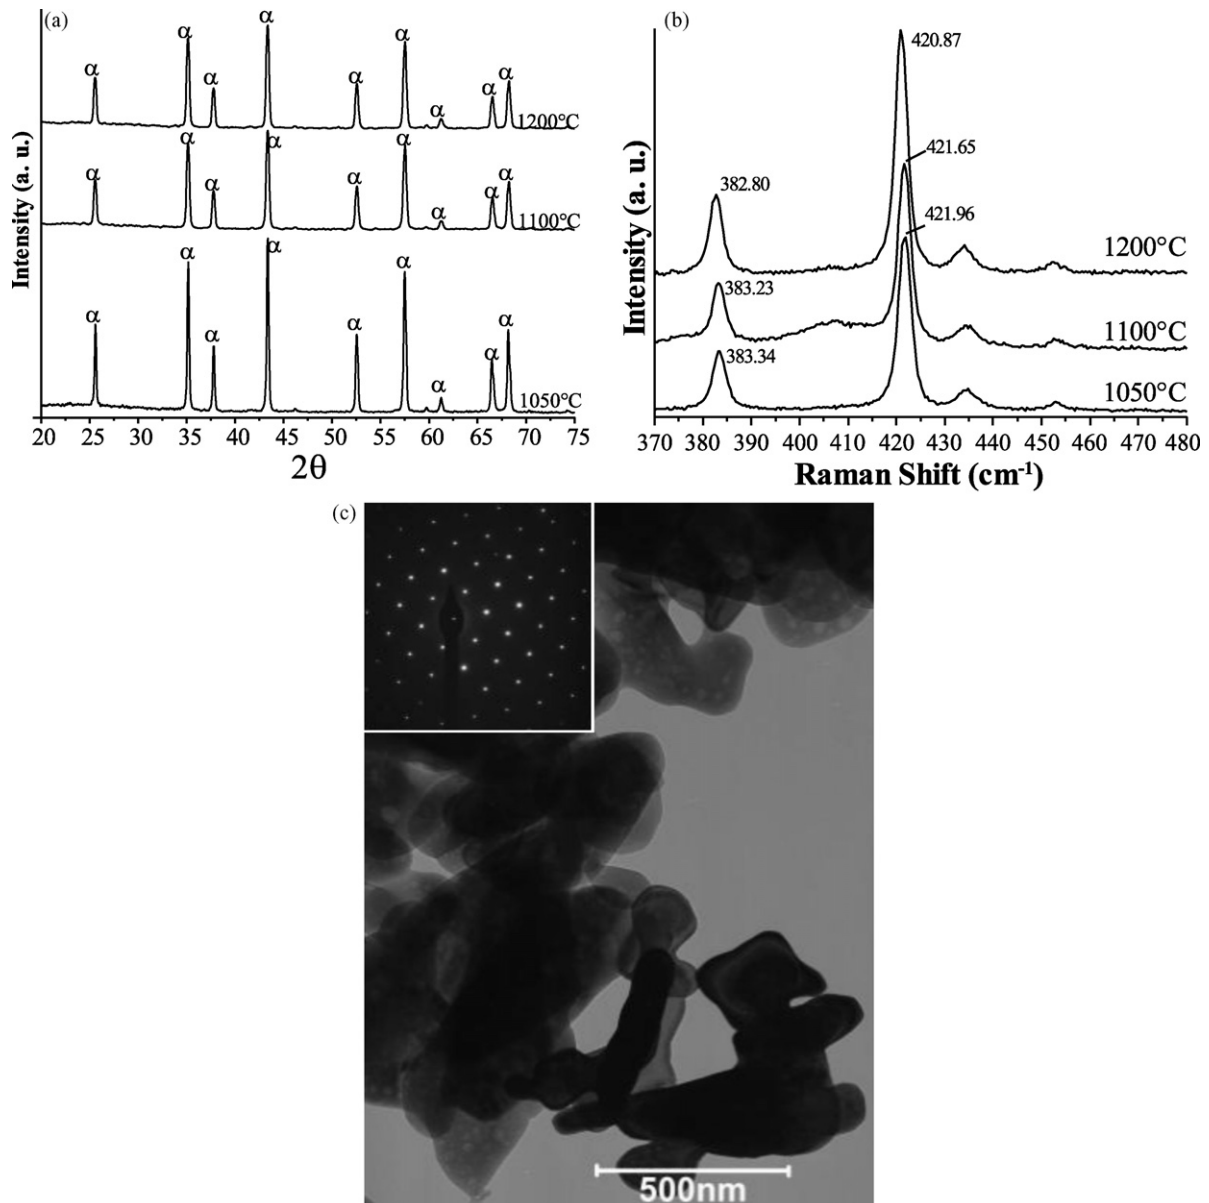 (a)
α α α α α α α α α
1200°C
α α α α α α α α α
1100°C
α α α α α α α α α
1050°C
Intensity (a. u.)
20 25 30 35 40 45 50 55 60 65 70 75
2θ
(b)
420.87
421.65
382.80
421.96
1200°C
383.23
1100°C
383.34
1050°C
Intensity (a. u.)
370 380 390 400 410 420 430 440 450 460 470 480
Raman Shift (cm⁻¹)
(c)
500nm